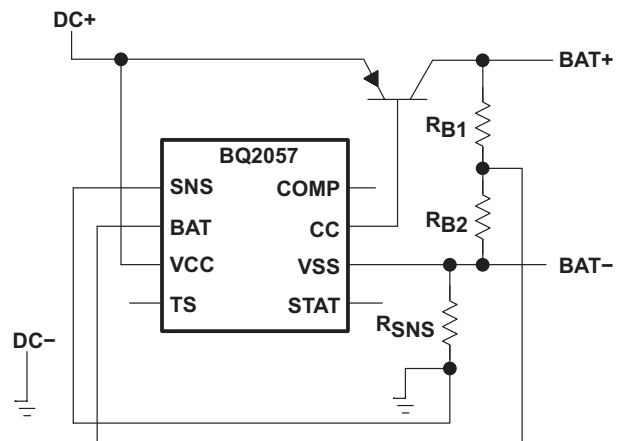 DC+
BAT+
RB1
BQ2057
SNS
COMP
BAT
CC
RB2
VCC
VSS
BAT−
TS
STAT
RSNS
DC−